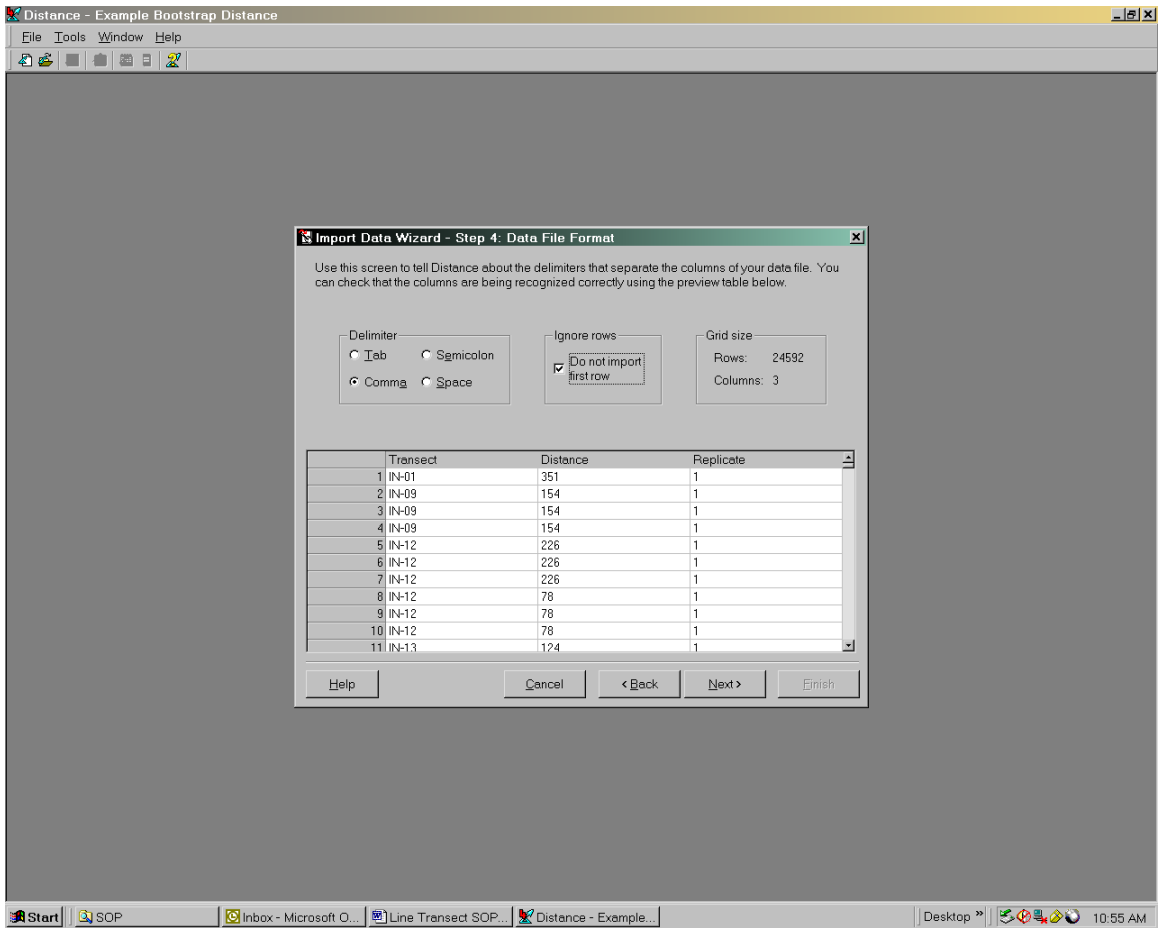 Distance - Example Bootstrap Distance
File Tools Window Help
Import Data Wizard - Step 4: Data File Format
Use this screen to tell Distance about the delimiters that separate the columns of your data file. You
can check that the columns are being recognized correctly using the preview table below.
Delimiter Ignore rows Grid size
Tab Semicolon Do not import Rows: 24592
Comma Space first row Columns: 3
Transect Distance Replicate
1 IN-01 351 1
2 IN-09 154 1
3 IN-09 154 1
4 IN-09 154 1
5 IN-12 226 1
6 IN-12 226 1
7 IN-12 226 1
8 IN-12 78 1
9 IN-12 78 1
10 IN-12 78 1
11 IN-13 124 1
Help Cancel < Back Next > Finish
Start SOP Inbox - Microsoft O... Line Transect SOP... Distance - Example... Desktop » 10:55 AM